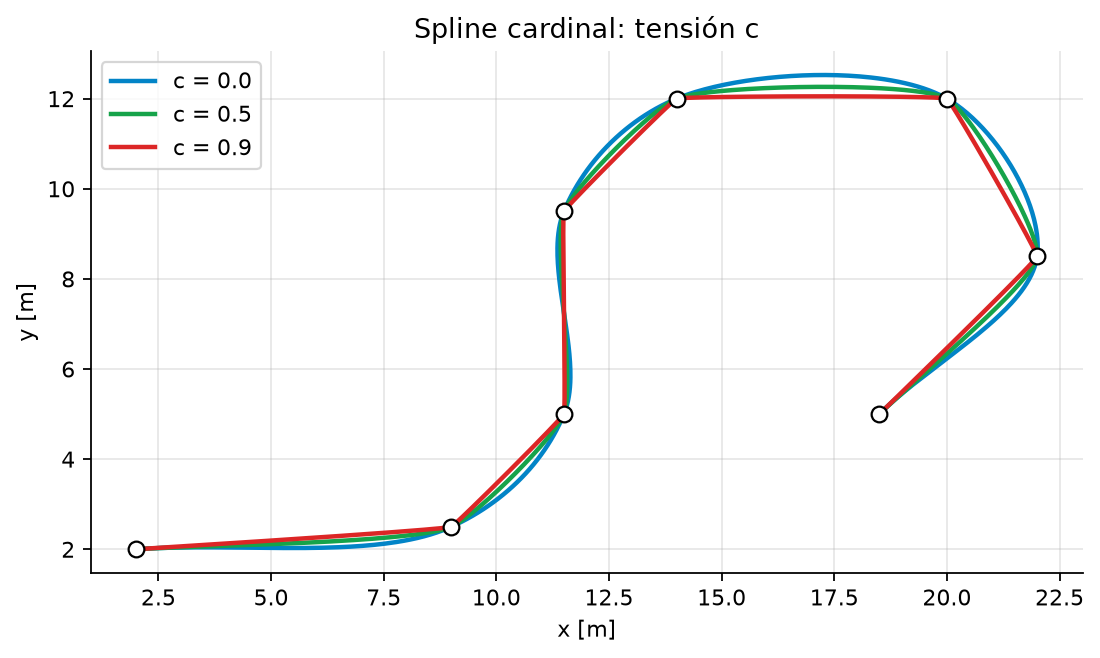 Spline cardinal: tensión c
c = 0.0
c = 0.5
c = 0.9
12
10
8
6
4
2
y [m]
2.5 5.0 7.5 10.0 12.5 15.0 17.5 20.0 22.5
x [m]